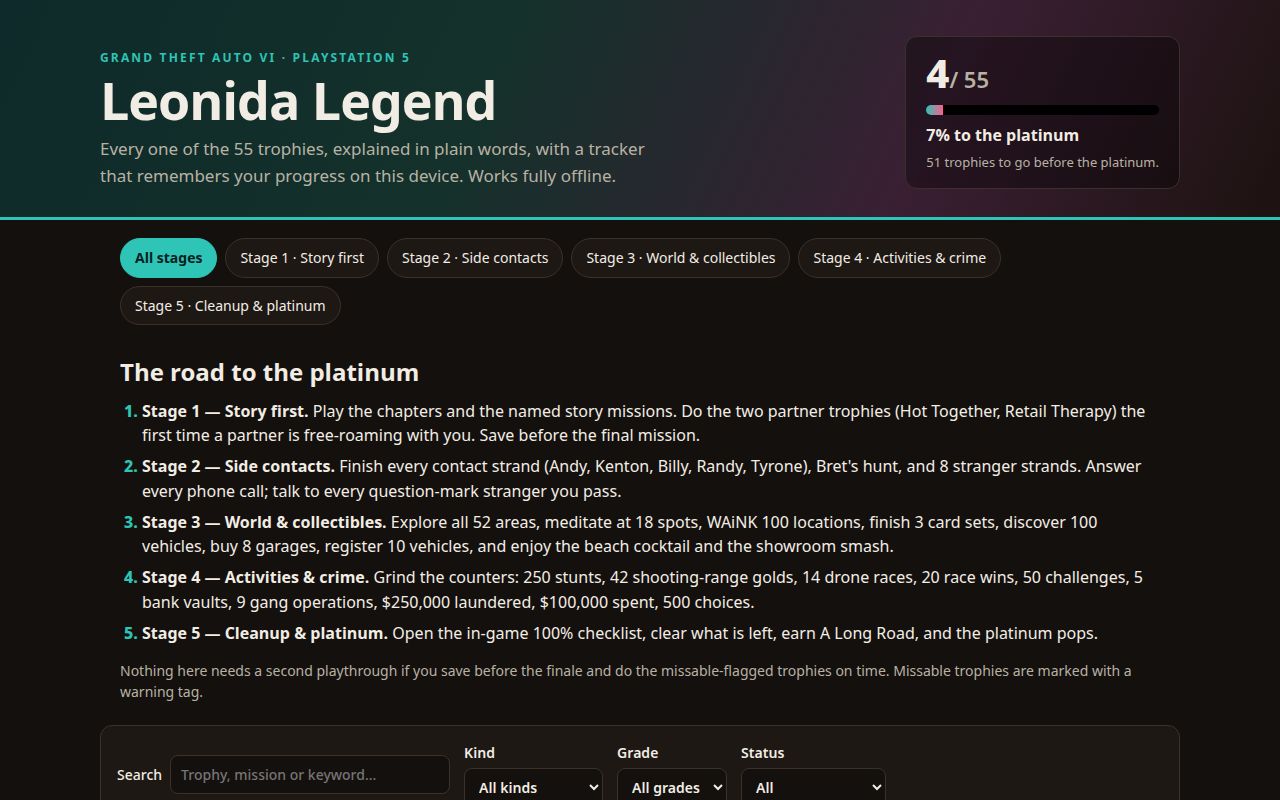 GRAND THEFT AUTO VI · PLAYSTATION 5
Leonida Legend
Every one of the 55 trophies, explained in plain words, with a tracker
that remembers your progress on this device. Works fully offline.
4/ 55
7% to the platinum
51 trophies to go before the platinum.
All stages
Stage 1 · Story first
Stage 2 · Side contacts
Stage 3 · World & collectibles
Stage 4 · Activities & crime
Stage 5 · Cleanup & platinum
The road to the platinum
1. Stage 1 — Story first. Play the chapters and the named story missions. Do the two partner trophies (Hot Together, Retail Therapy) the
first time a partner is free-roaming with you. Save before the final mission.
2. Stage 2 — Side contacts. Finish every contact strand (Andy, Kenton, Billy, Randy, Tyrone), Bret's hunt, and 8 stranger strands. Answer
every phone call; talk to every question-mark stranger you pass.
3. Stage 3 — World & collectibles. Explore all 52 areas, meditate at 18 spots, WAiNK 100 locations, finish 3 card sets, discover 100
vehicles, buy 8 garages, register 10 vehicles, and enjoy the beach cocktail and the showroom smash.
4. Stage 4 — Activities & crime. Grind the counters: 250 stunts, 42 shooting-range golds, 14 drone races, 20 race wins, 50 challenges, 5
bank vaults, 9 gang operations, $250,000 laundered, $100,000 spent, 500 choices.
5. Stage 5 — Cleanup & platinum. Open the in-game 100% checklist, clear what is left, earn A Long Road, and the platinum pops.
Nothing here needs a second playthrough if you save before the finale and do the missable-flagged trophies on time. Missable trophies are marked with a
warning tag.
Search
Trophy, mission or keyword...
Kind
All kinds
Grade
All grades
Status
All